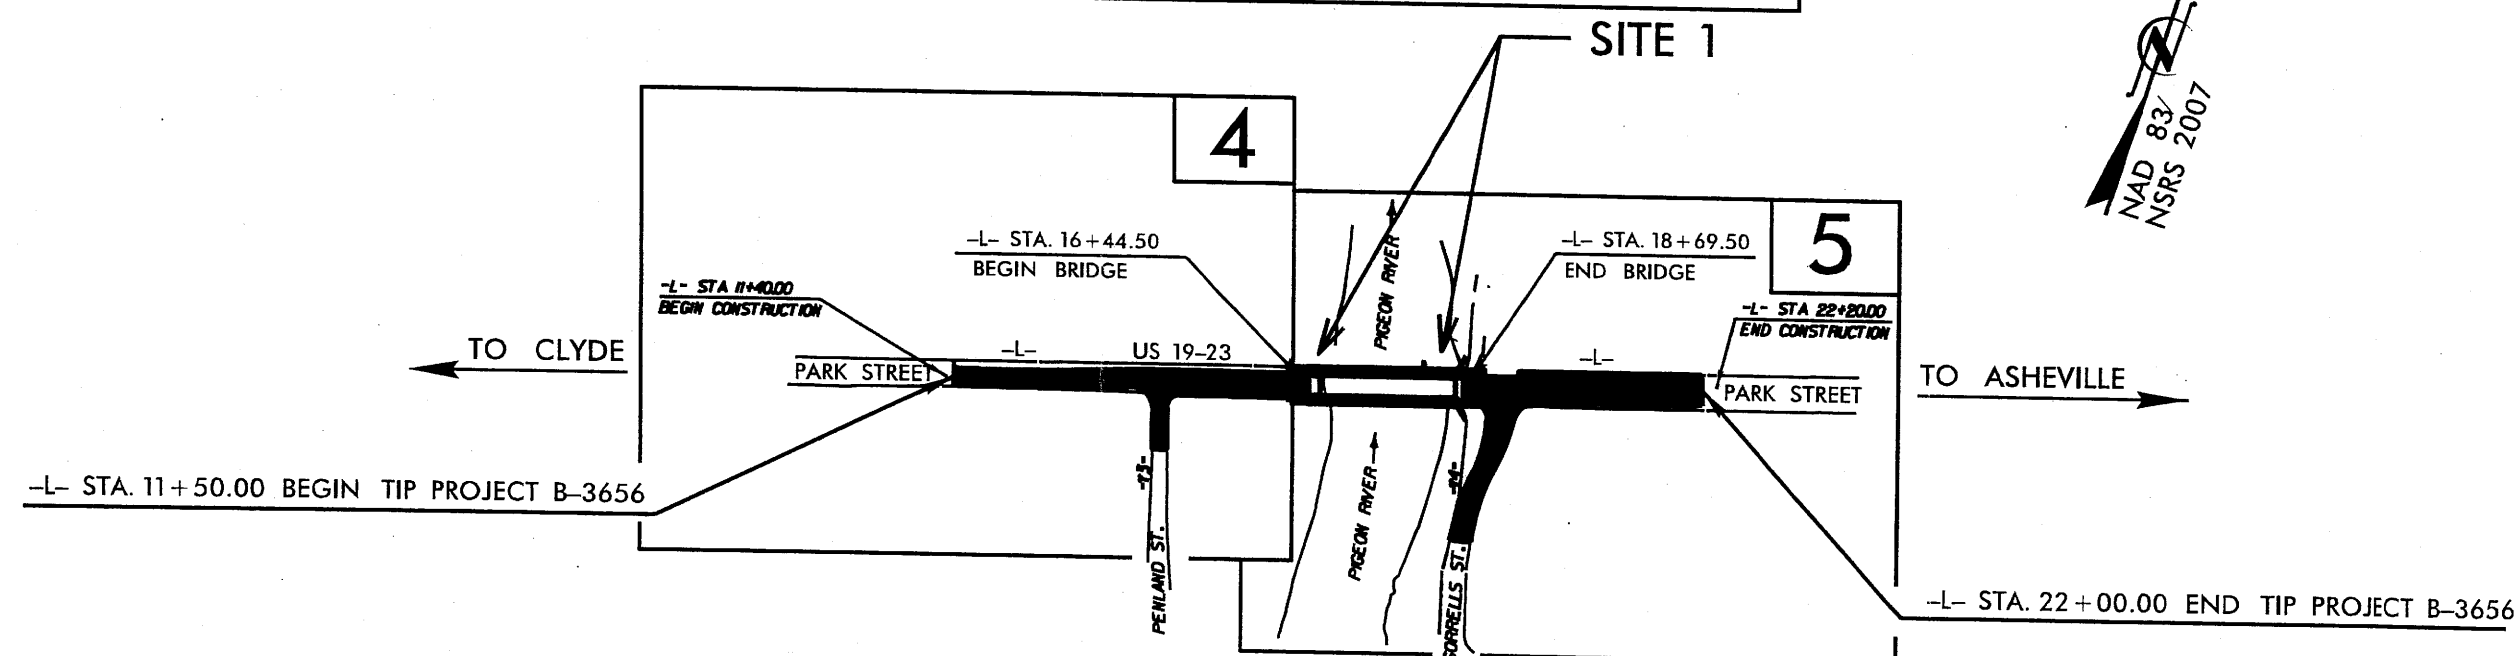 SITE 1
N
NAD 83/
NSRS 2007
4
5
-L- STA. 16+44.50
BEGIN BRIDGE
-L- STA. 18+69.50
END BRIDGE
-L- STA 11+40.00
BEGIN CONSTRUCTION
-L- STA 22+20.00
END CONSTRUCTION
PIGEON RIVER
TO CLYDE
-L-
US 19-23
-L-
PARK STREET
PARK STREET
TO ASHEVILLE
-L- STA. 11+50.00 BEGIN TIP PROJECT B-3656
PIGEON RIVER
PENLAND ST.
SORRELLS ST.
-L- STA. 22+00.00 END TIP PROJECT B-3656